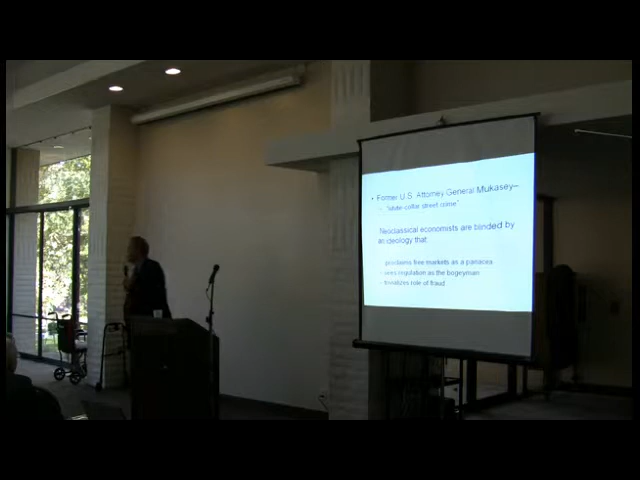 • Former U.S. Attorney General Mukasey–
– "white-collar street crime"
Neoclassical economists are blinded by
an ideology that
proclaims free markets as a panacea
– views regulation as the bogeyman
– trivializes role of fraud